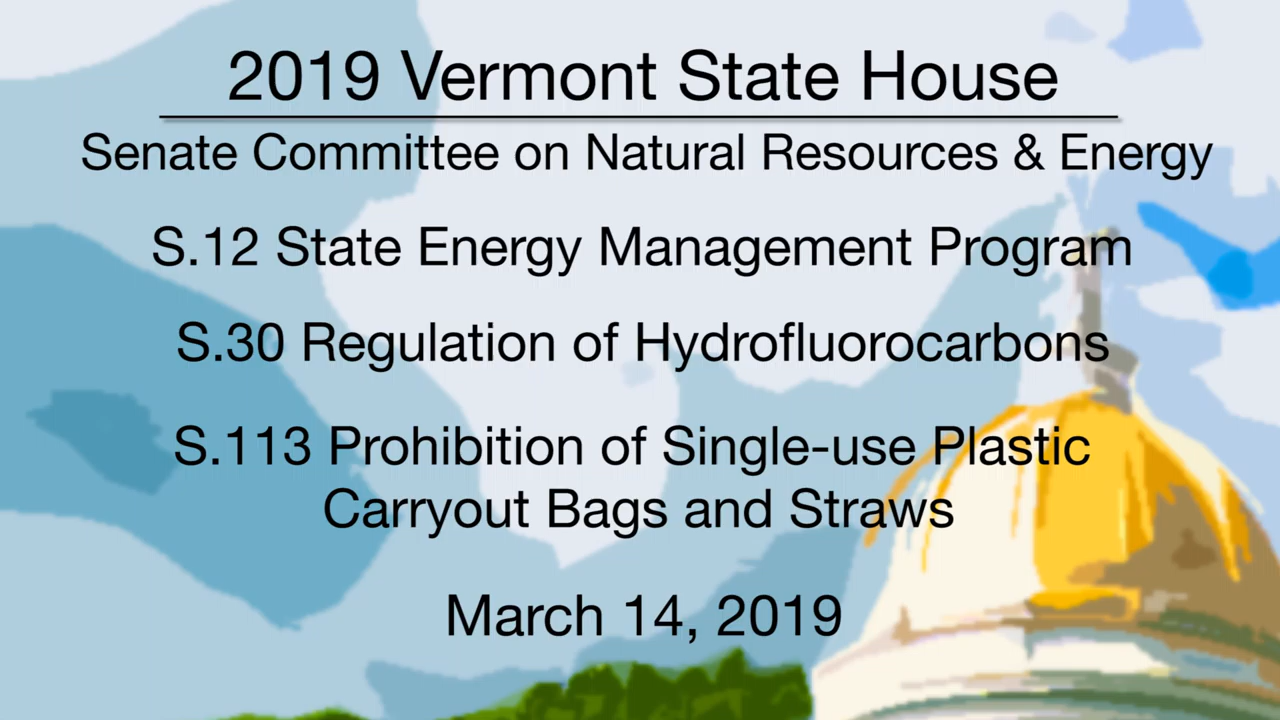 2019 Vermont State House
Senate Committee on Natural Resources & Energy
S.12 State Energy Management Program
S.30 Regulation of Hydrofluorocarbons
S.113 Prohibition of Single-use Plastic
Carryout Bags and Straws
March 14, 2019